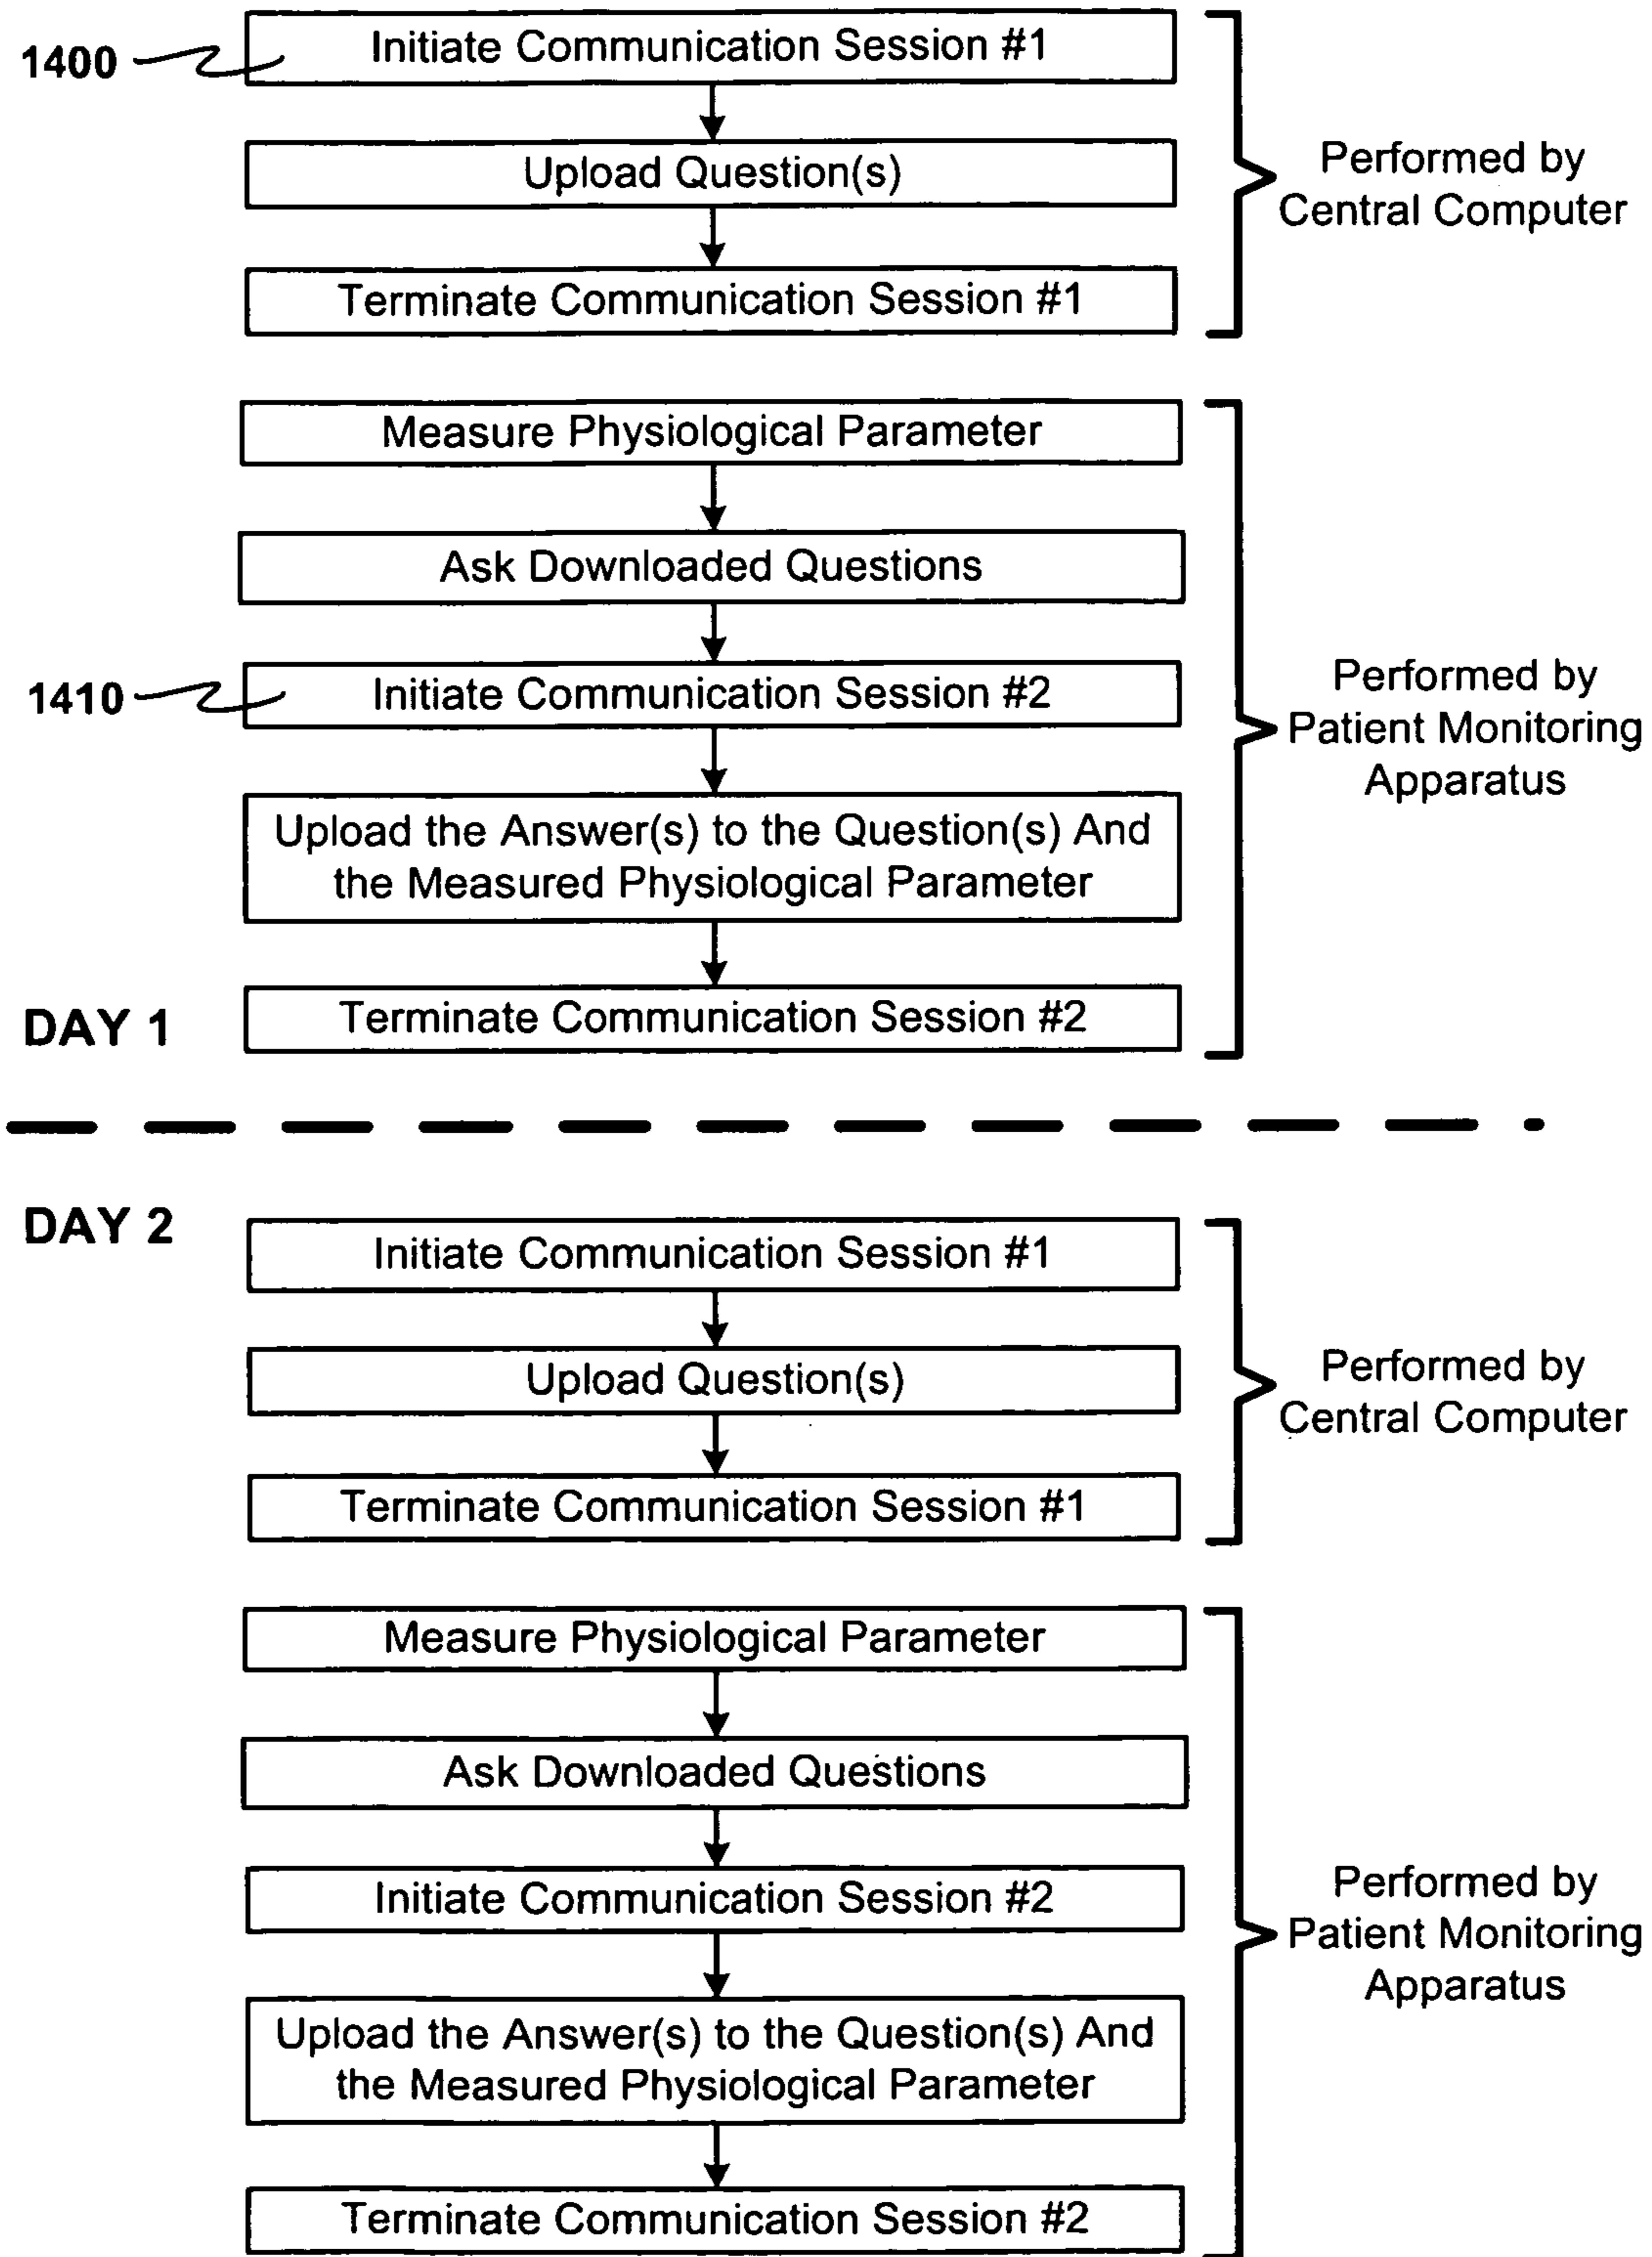 1400
Initiate Communication Session #1
Upload Question(s)
Terminate Communication Session #1
Performed by
Central Computer
Measure Physiological Parameter
Ask Downloaded Questions
1410
Initiate Communication Session #2
Upload the Answer(s) to the Question(s) And
the Measured Physiological Parameter
Terminate Communication Session #2
Performed by
Patient Monitoring
Apparatus
DAY 1
DAY 2
Initiate Communication Session #1
Upload Question(s)
Terminate Communication Session #1
Performed by
Central Computer
Measure Physiological Parameter
Ask Downloaded Questions
Initiate Communication Session #2
Upload the Answer(s) to the Question(s) And
the Measured Physiological Parameter
Terminate Communication Session #2
Performed by
Patient Monitoring
Apparatus